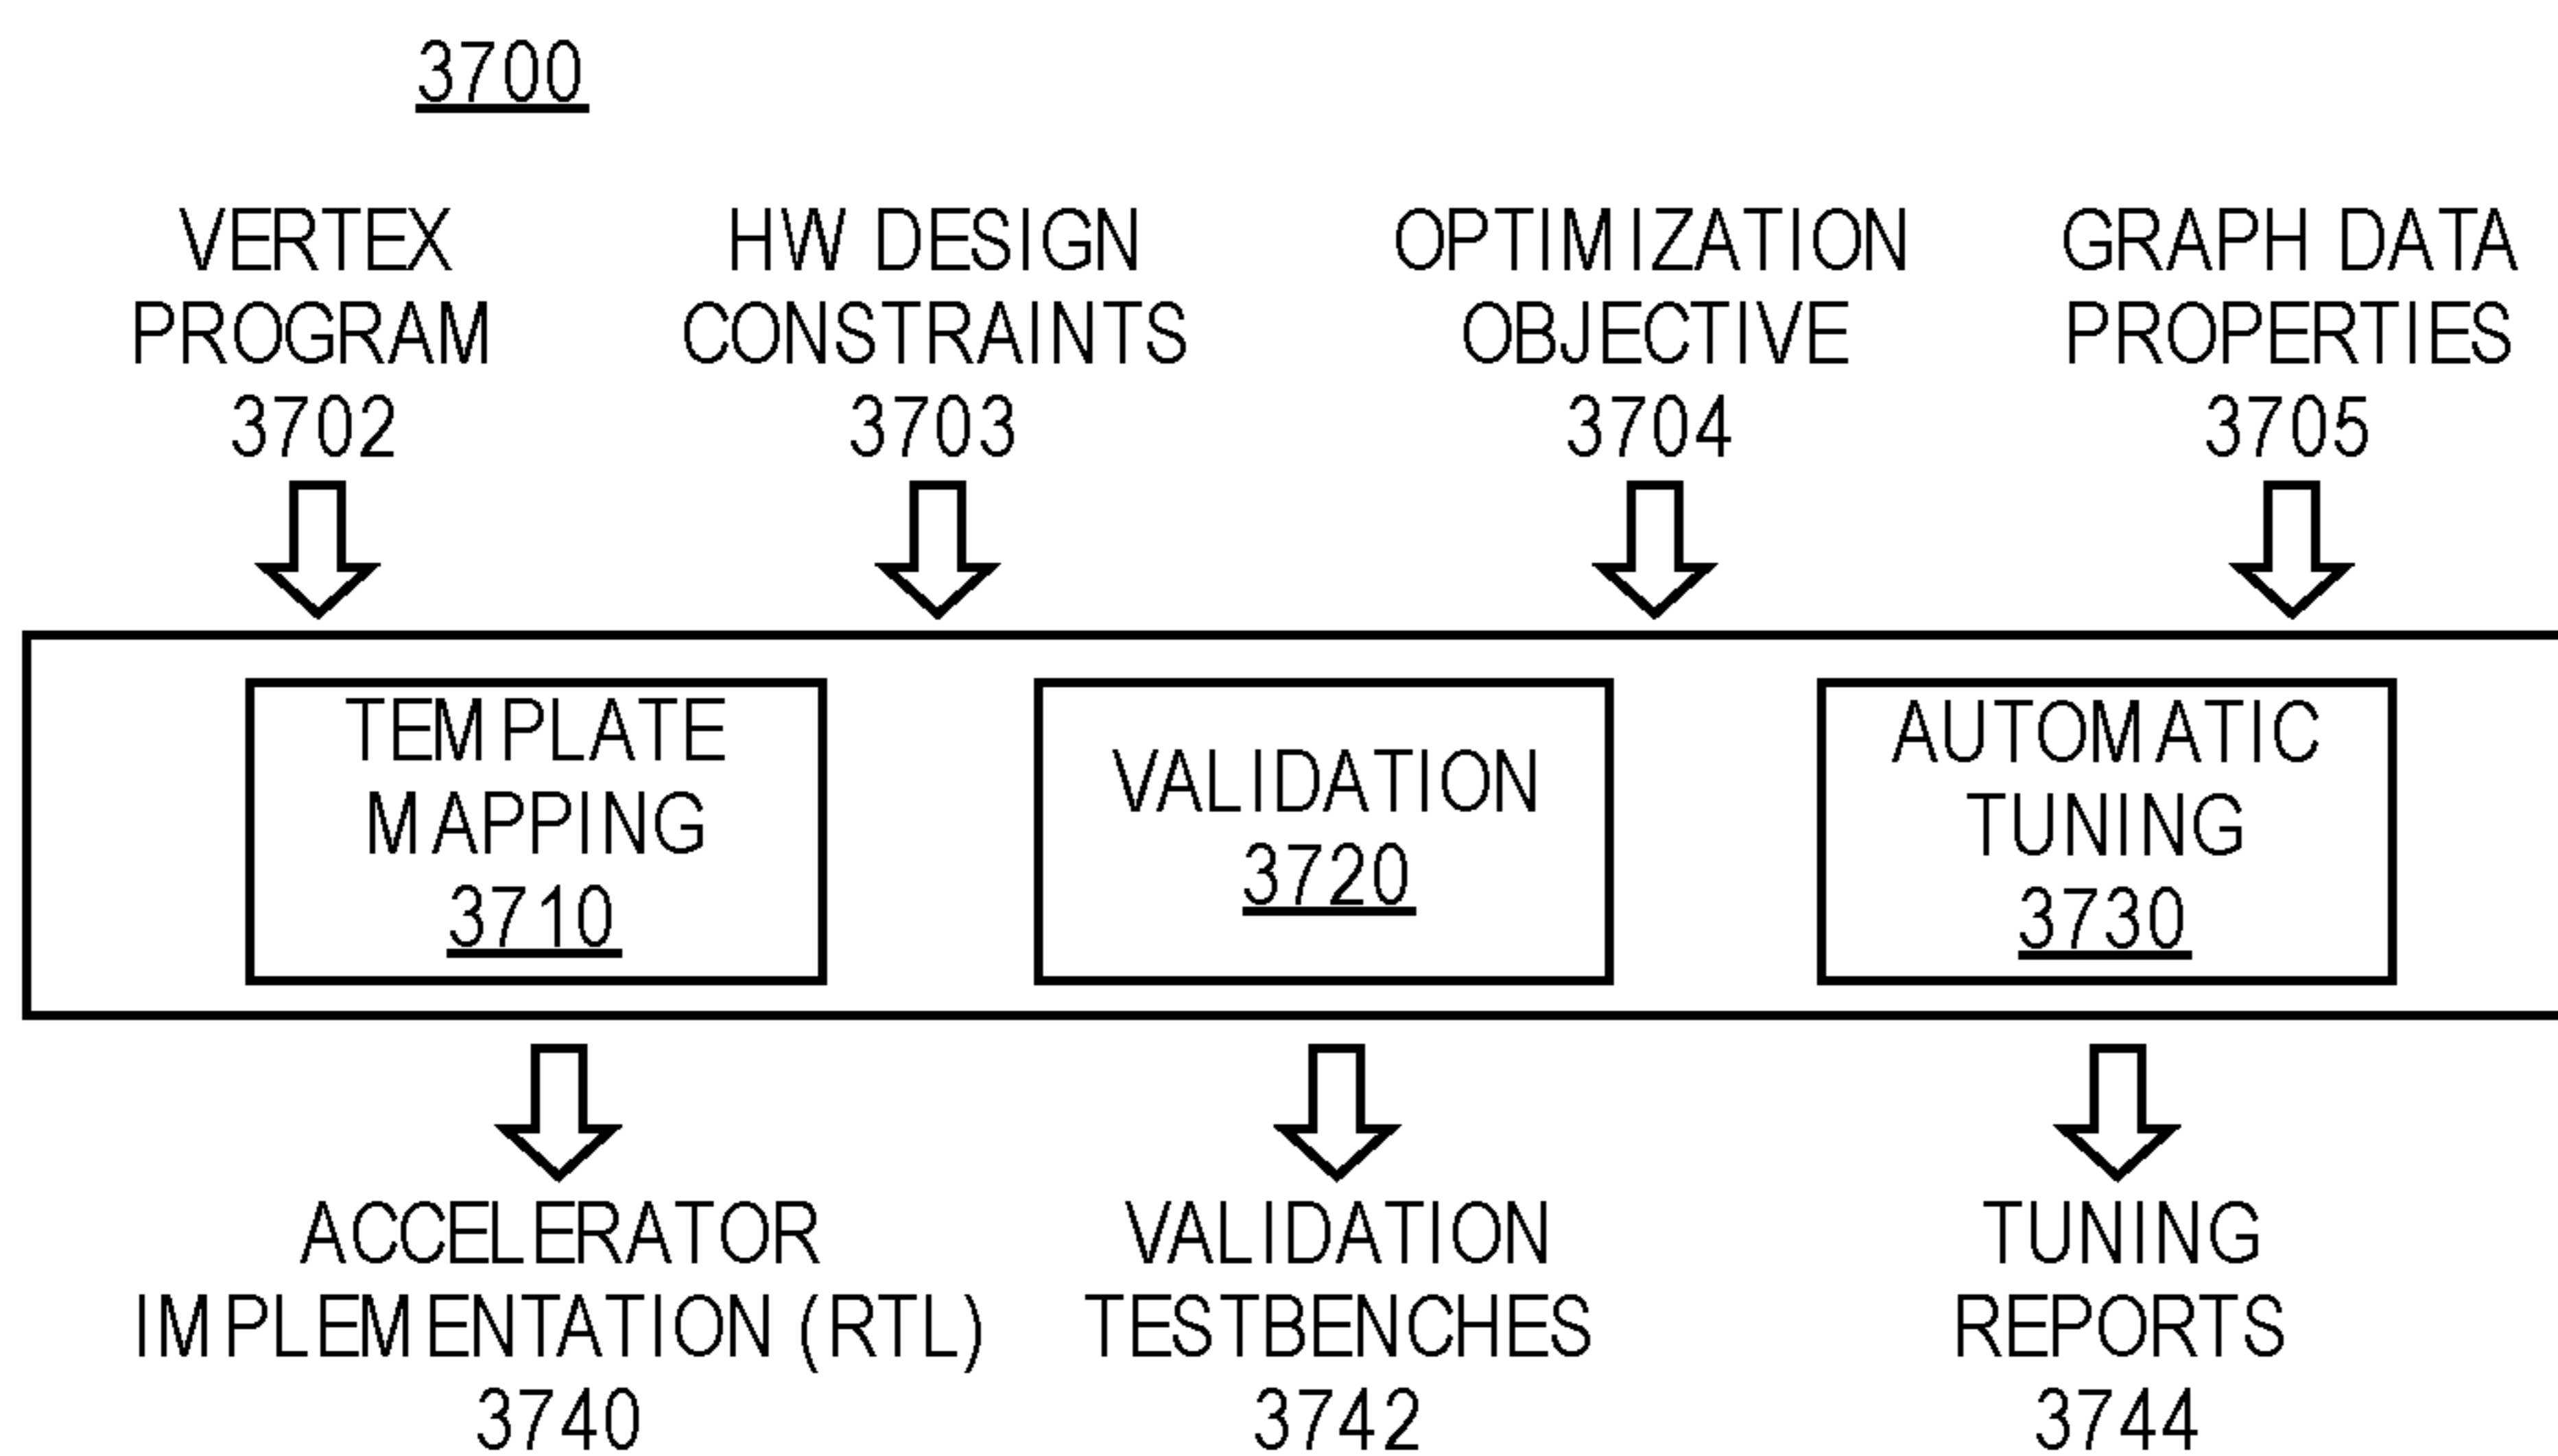 3700
VERTEX
PROGRAM
3702
HW DESIGN
CONSTRAINTS
3703
OPTIMIZATION
OBJECTIVE
3704
GRAPH DATA
PROPERTIES
3705
TEMPLATE
MAPPING
3710
VALIDATION
3720
AUTOMATIC
TUNING
3730
ACCELERATOR
IMPLEMENTATION (RTL)
3740
VALIDATION
TESTBENCHES
3742
TUNING
REPORTS
3744